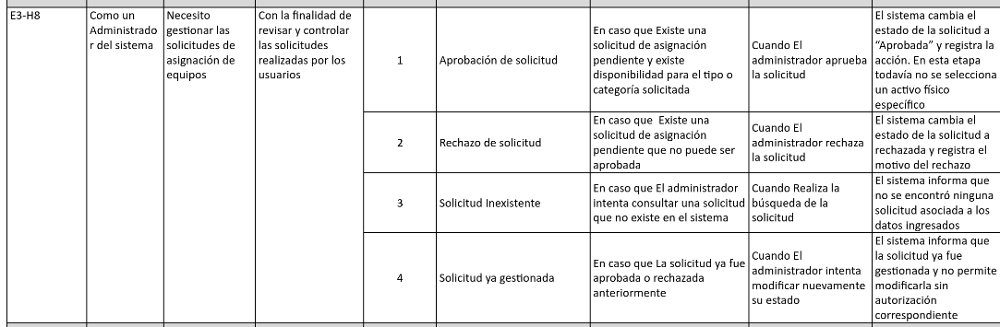 E3-H8
Como un
Administrado
r del sistema
Necesito
gestionar las
solicitudes de
asignación de
equipos
Con la finalidad de
revisar y controlar
las solicitudes
realizadas por los
usuarios
1
Aprobación de solicitud
En caso que Existe una
solicitud de asignación
pendiente y existe
disponibilidad para el tipo o
categoría solicitada
Cuando El
administrador aprueba
la solicitud
El sistema cambia el
estado de la solicitud a
“Aprobada” y registra la
acción. En esta etapa
todavía no se selecciona
un activo físico
específico
2
Rechazo de solicitud
En caso que  Existe una
solicitud de asignación
pendiente que no puede ser
aprobada
Cuando El
administrador rechaza
la solicitud
El sistema cambia el
estado de la solicitud a
rechazada y registra el
motivo del rechazo
3
Solicitud Inexistente
En caso que El administrador
intenta consultar una solicitud
que no existe en el sistema
Cuando Realiza la
búsqueda de la
solicitud
El sistema informa que
no se encontró ninguna
solicitud asociada a los
datos ingresados
4
Solicitud ya gestionada
En caso que La solicitud ya fue
aprobada o rechazada
anteriormente
Cuando El
administrador intenta
modificar nuevamente
su estado
El sistema informa que
la solicitud ya fue
gestionada y no permite
modificarla sin
autorización
correspondiente